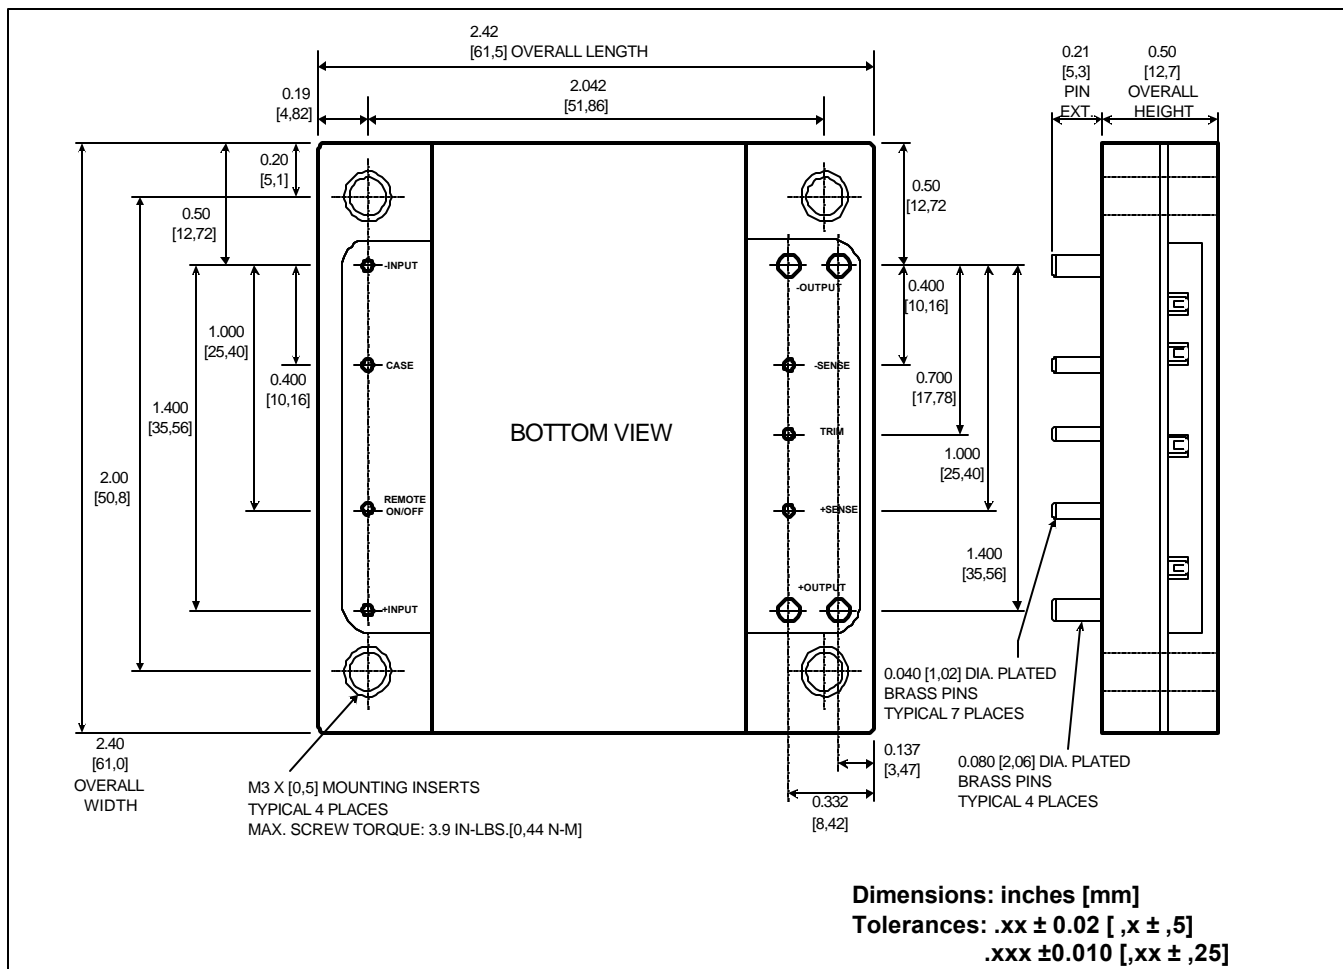 2.42
[61,5] OVERALL LENGTH
0.21
[5,3]
PIN
EXT.
0.50
[12,7]
OVERALL
HEIGHT
0.19
[4,82]
2.042
[51,86]
0.20
[5,1]
0.50
[12,72]
0.50
[12,72
-INPUT
-OUTPUT
0.400
[10,16]
1.000
[25,40]
CASE
-SENSE
0.400
[10,16]
0.700
[17,78]
1.400
[35,56]
BOTTOM VIEW
TRIM
1.000
[25,40]
2.00
[50,8]
REMOTE
ON/OFF
+SENSE
1.400
[35,56]
+OUTPUT
+INPUT
0.040 [1,02] DIA. PLATED
BRASS PINS
TYPICAL 7 PLACES
2.40
[61,0]
OVERALL
WIDTH
0.137
[3,47]
0.080 [2,06] DIA. PLATED
BRASS PINS
TYPICAL 4 PLACES
M3 X [0,5] MOUNTING INSERTS
TYPICAL 4 PLACES
MAX. SCREW TORQUE: 3.9 IN-LBS.[0,44 N-M]
0.332
[8,42]
Dimensions: inches [mm]
Tolerances: .xx ± 0.02 [ ,x ± ,5]
.xxx ±0.010 [,xx ± ,25]